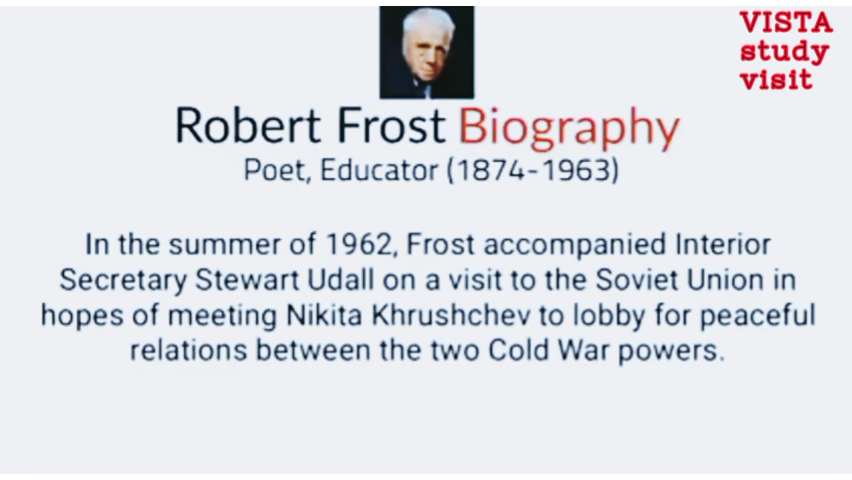 VISTA
study
visit
Robert Frost Biography
Poet, Educator (1874-1963)
In the summer of 1962, Frost accompanied Interior
Secretary Stewart Udall on a visit to the Soviet Union in
hopes of meeting Nikita Khrushchev to lobby for peaceful
relations between the two Cold War powers.